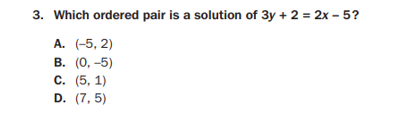 3. Which ordered pair is a solution of 3y + 2 = 2x – 5?
A. (–5, 2)
B. (0, –5)
C. (5, 1)
D. (7, 5)